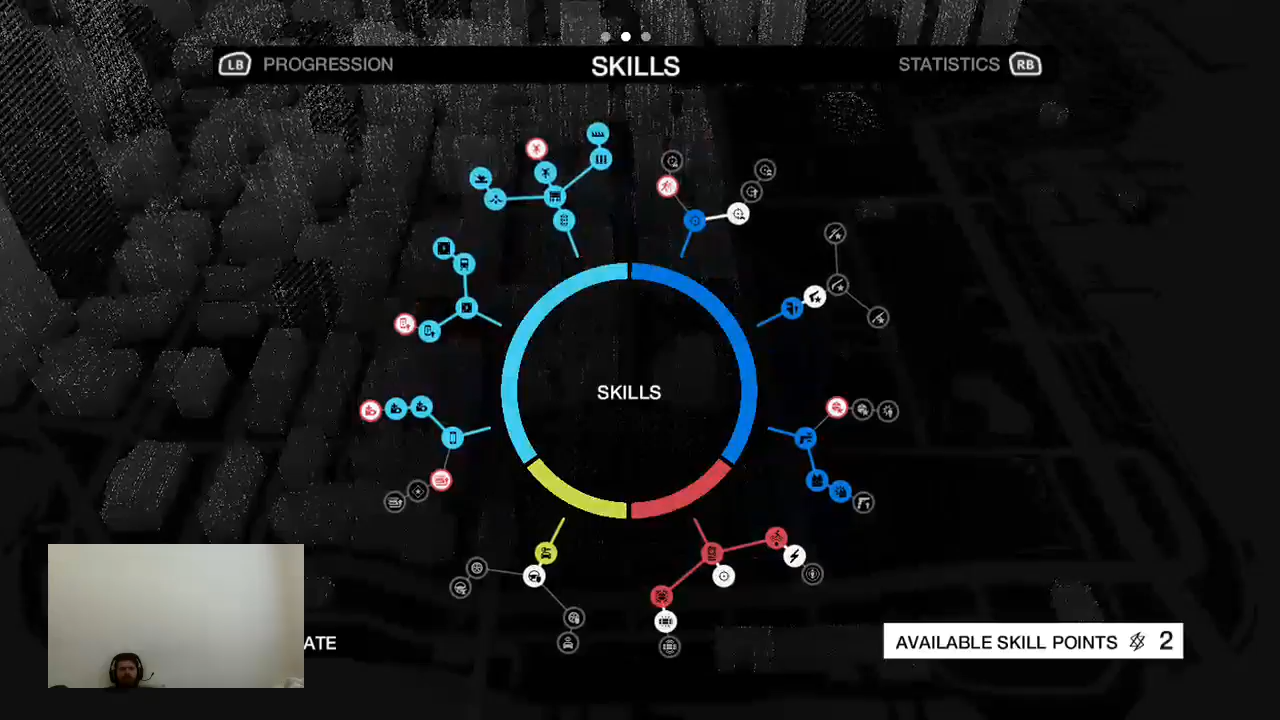 LB PROGRESSION
SKILLS
STATISTICS RB
SKILLS
ATE
AVAILABLE SKILL POINTS 2